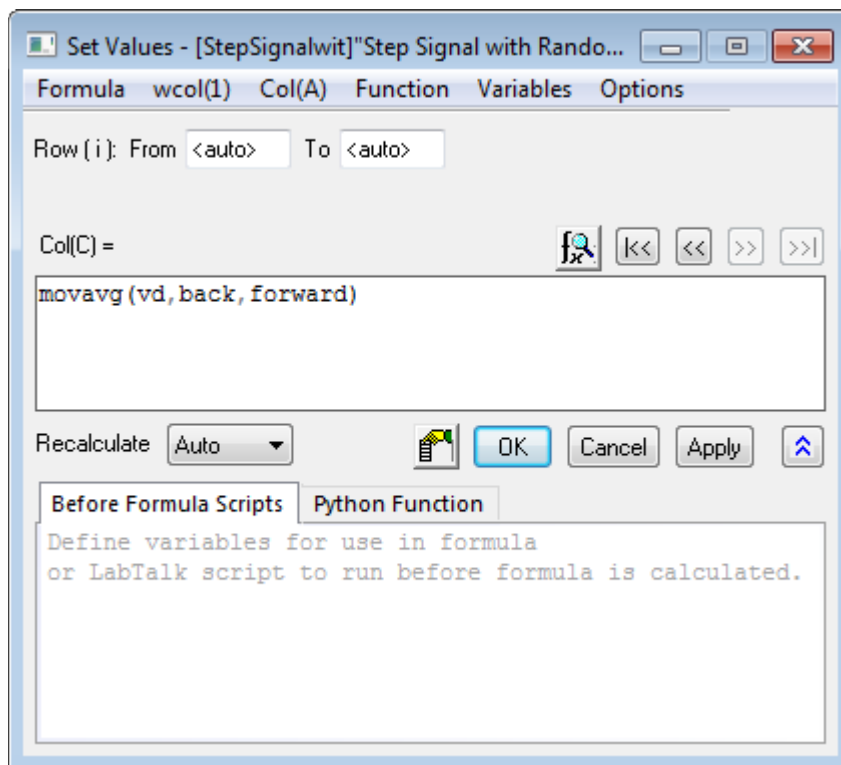 Set Values - [StepSignalwit]"Step Signal with Rando...
Formula wcol(1) Col(A) Function Variables Options
Row ( i ): From <auto> To <auto>
Col(C) =
fx |<< << >> >>|
movavg(vd,back,forward)
Recalculate Auto OK Cancel Apply
Before Formula Scripts Python Function
Define variables for use in formula
or LabTalk script to run before formula is calculated.